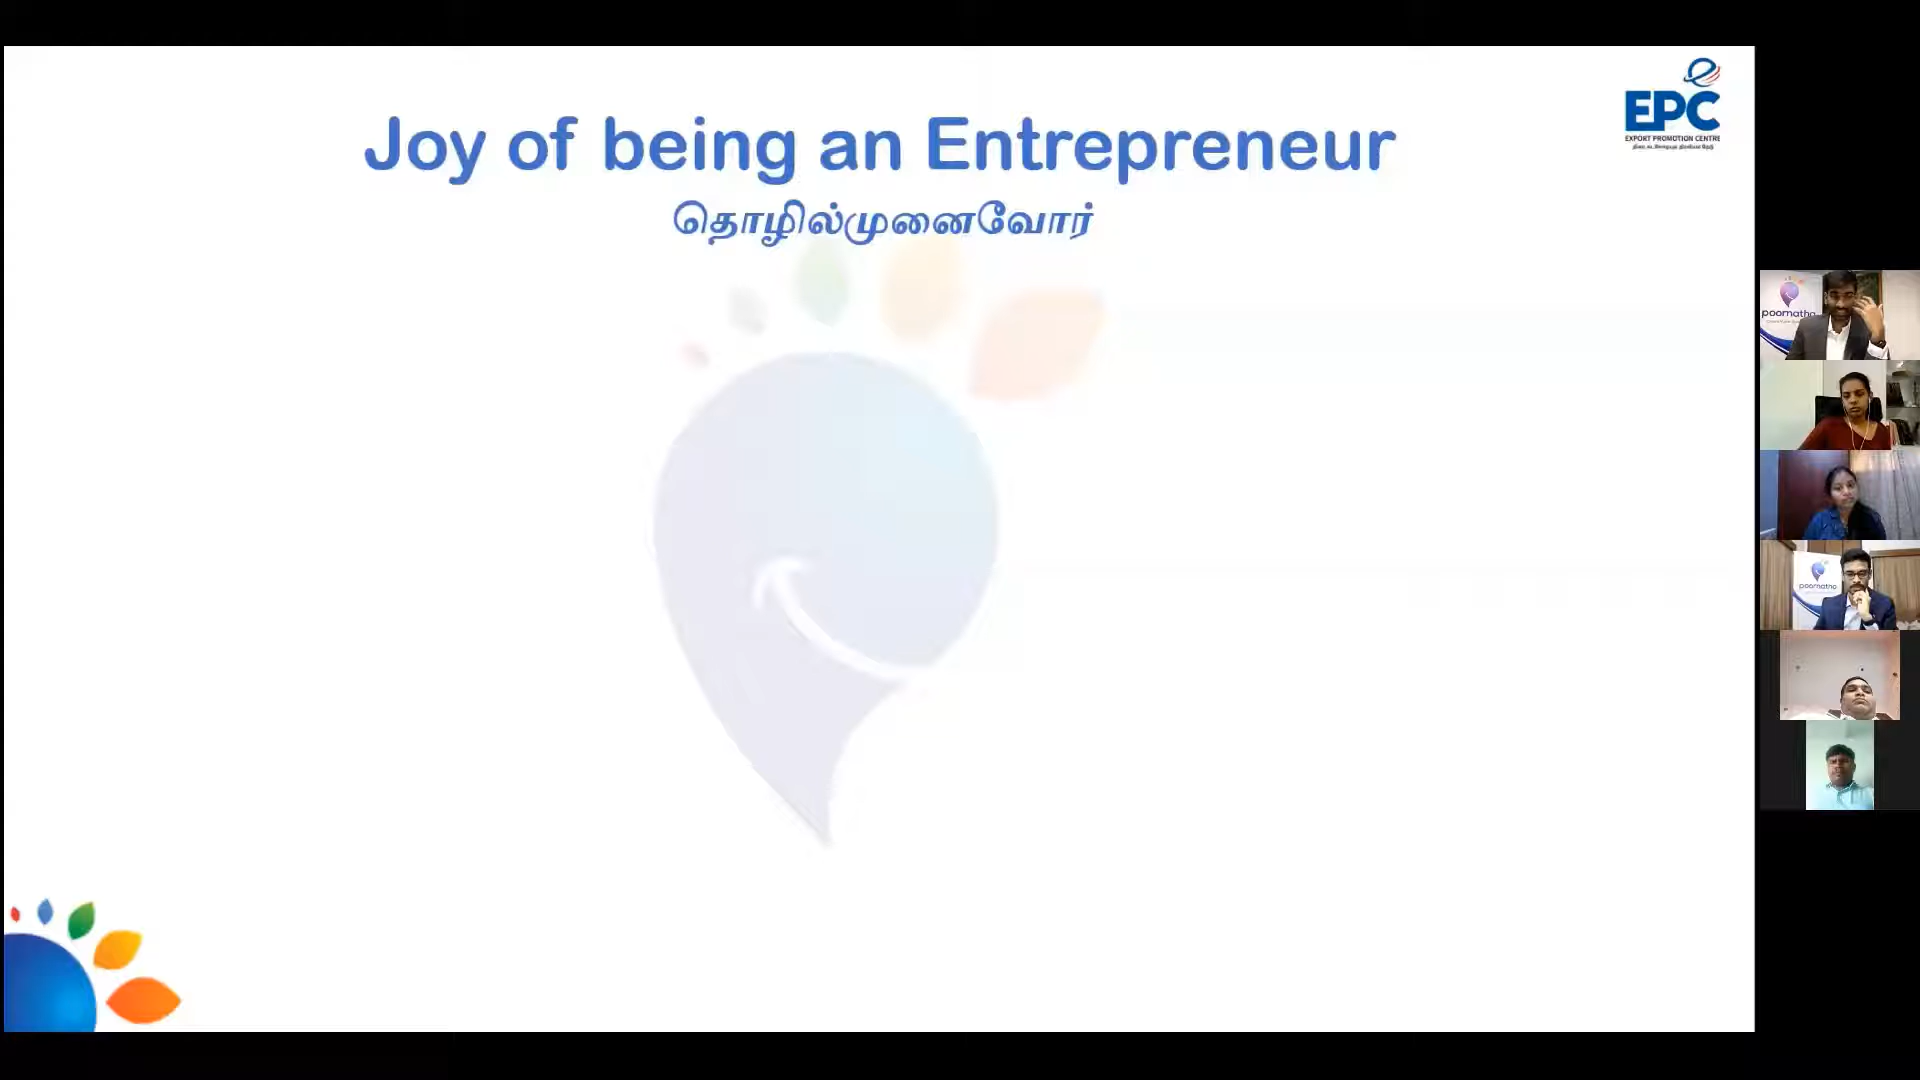 Joy of being an Entrepreneur
தொழில்முனைவோர்
EPC
EXPORT PROMOTION CENTRE
poornatha
poornatha